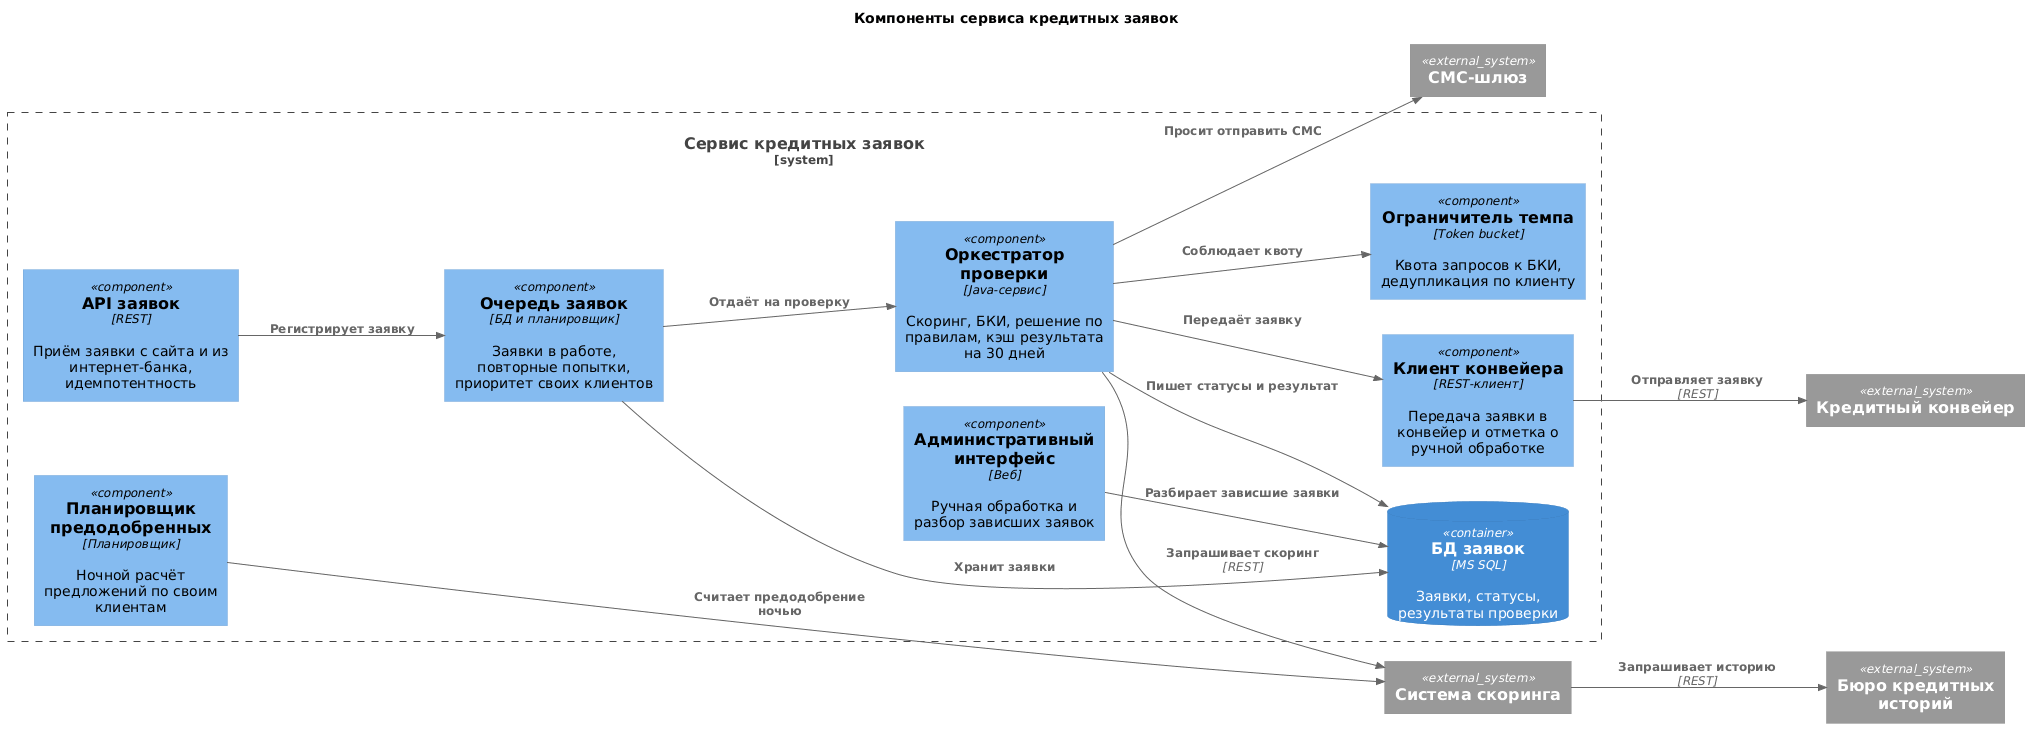 Компоненты сервиса кредитных заявок
«external_system»
СМС-шлюз
Сервис кредитных заявок
[system]
Просит отправить СМС
«component»
Ограничитель темпа
[Token bucket]
Квота запросов к БКИ,
дедупликация по клиенту
«component»
Оркестратор
проверки
[Java-сервис]
Скоринг, БКИ, решение по
правилам, кэш результата
на 30 дней
Соблюдает квоту
«component»
API заявок
[REST]
Приём заявки с сайта и из
интернет-банка,
идемпотентность
Регистрирует заявку
«component»
Очередь заявок
[БД и планировщик]
Заявки в работе,
повторные попытки,
приоритет своих клиентов
Отдаёт на проверку
Передаёт заявку
«component»
Клиент конвейера
[REST-клиент]
Передача заявки в
конвейер и отметка о
ручной обработке
Отправляет заявку
[REST]
«external_system»
Кредитный конвейер
Пишет статусы и результат
«component»
Административный
интерфейс
[Веб]
Ручная обработка и
разбор зависших заявок
Разбирает зависшие заявки
«component»
Планировщик
предодобренных
[Планировщик]
Ночной расчёт
предложений по своим
клиентам
«container»
БД заявок
[MS SQL]
Заявки, статусы,
результаты проверки
Запрашивает скоринг
[REST]
Хранит заявки
Считает предодобрение
ночью
«external_system»
Система скоринга
Запрашивает историю
[REST]
«external_system»
Бюро кредитных
историй